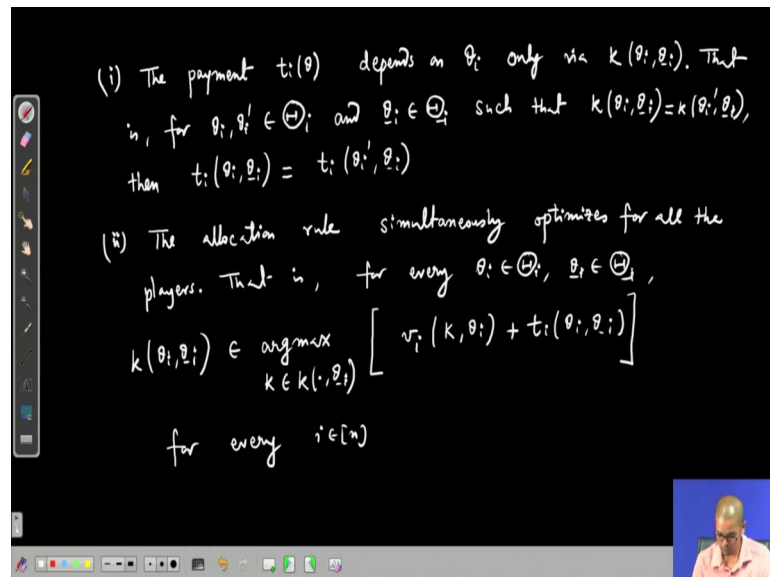 (i) The payment tᵢ(θ) depends on θᵢ only via k(θᵢ,θ̲ᵢ). That
is, for θᵢ,θᵢ' ∈ Θᵢ and θ̲ᵢ ∈ Θ̲ᵢ such that k(θᵢ,θ̲ᵢ)=k(θᵢ',θ̲ᵢ),
then tᵢ(θᵢ,θ̲ᵢ) = tᵢ(θᵢ',θ̲ᵢ)
(ii) The allocation rule simultaneously optimizes for all the
players. That is, for every θᵢ ∈ Θᵢ, θ̲ᵢ ∈ Θ̲ᵢ,
k(θᵢ,θ̲ᵢ) ∈ argmax [ vᵢ(k,θᵢ) + tᵢ(θᵢ,θ̲ᵢ) ]
k ∈ k(·,θ̲ᵢ)
for every i∈[n]